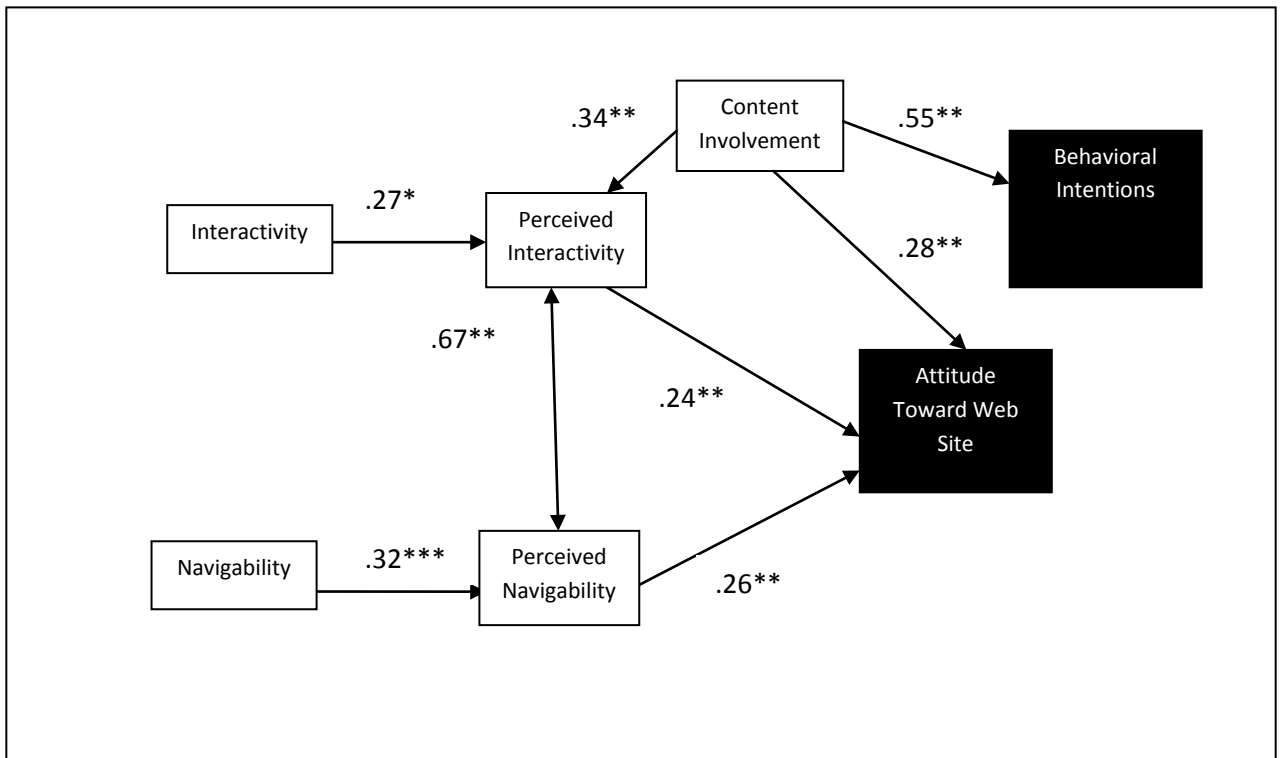 Content
Involvement
.34**
.55**
Behavioral
Intentions
.27*
Interactivity
Perceived
Interactivity
.28**
.67**
.24**
Attitude
Toward Web
Site
Navigability
.32***
Perceived
Navigability
.26**